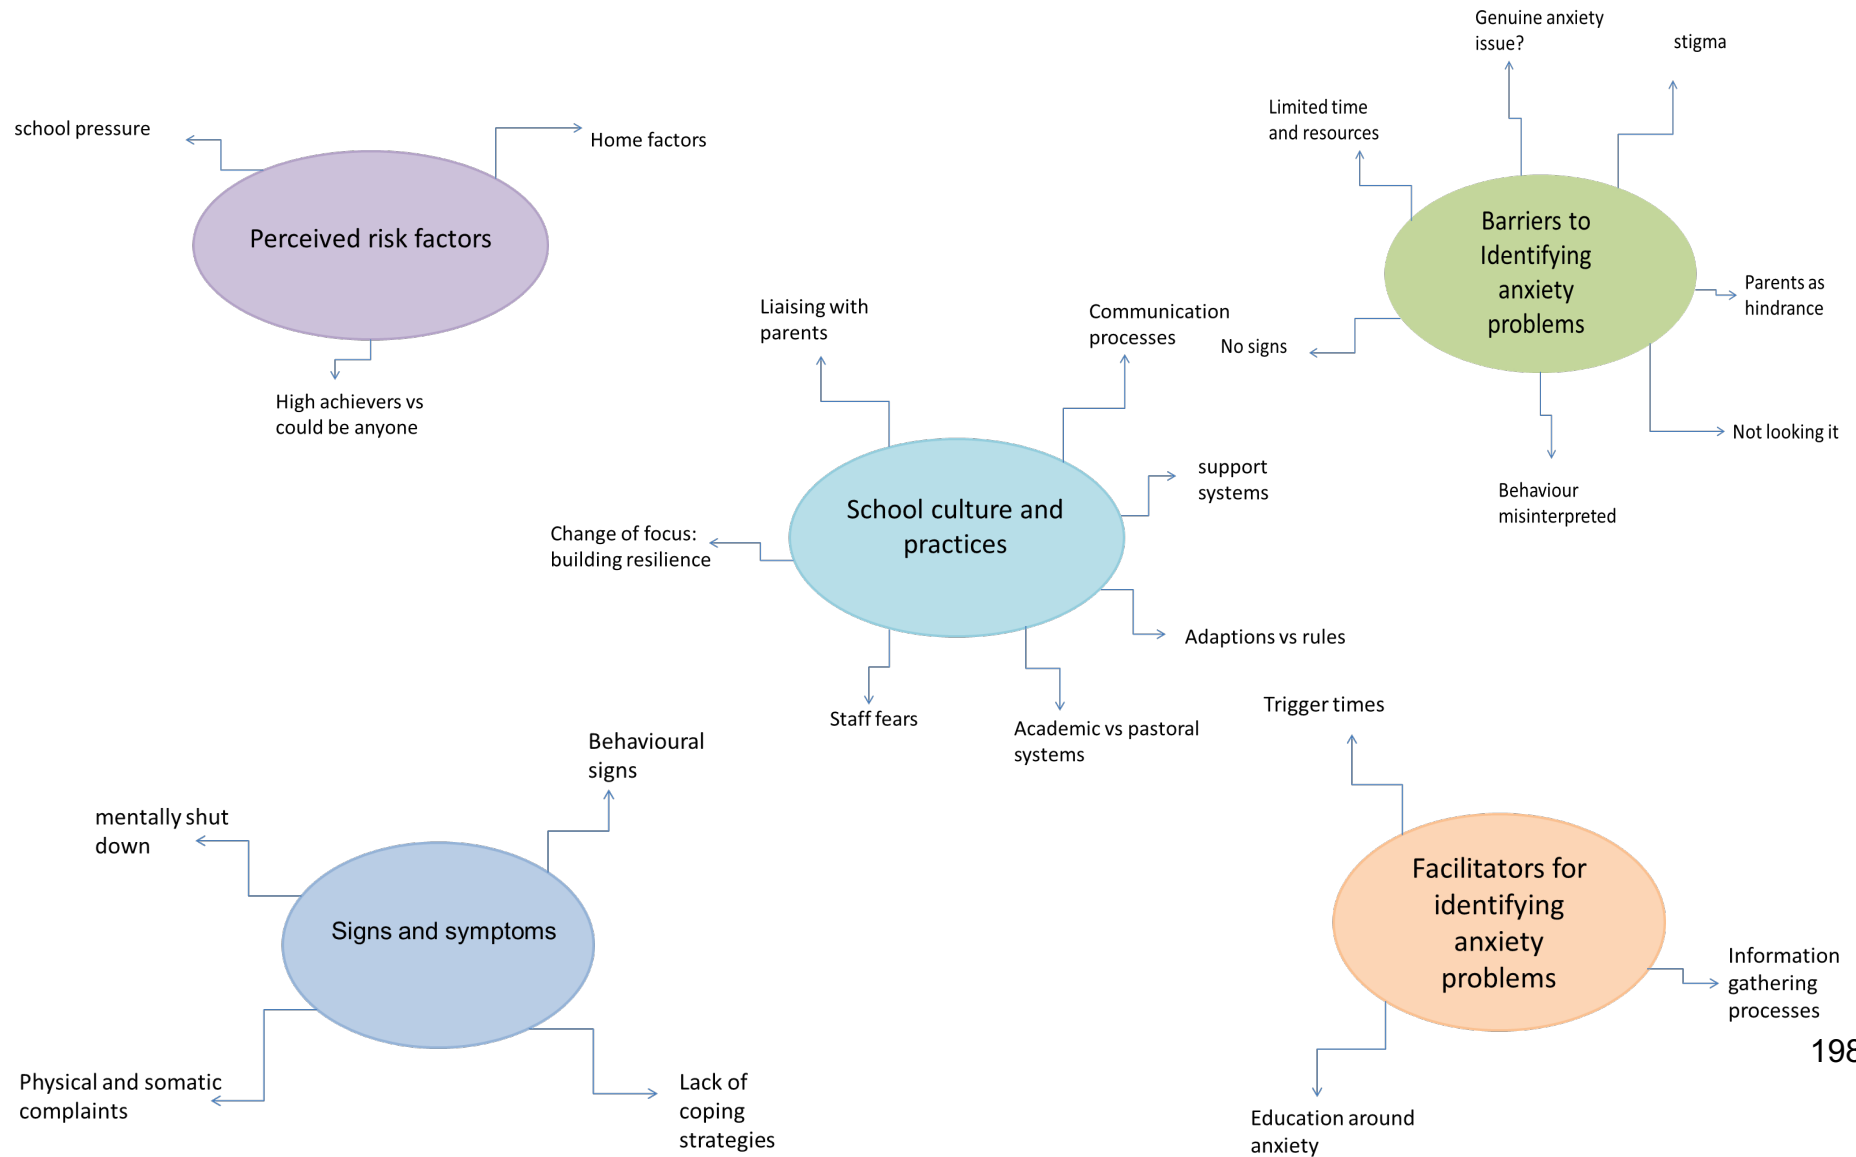 school pressure
Home factors
Perceived risk factors
High achievers vs
could be anyone
Genuine anxiety
issue?
stigma
Limited time
and resources
Barriers to
Identifying
anxiety
problems
Parents as
hindrance
No signs
Not looking it
Behaviour
misinterpreted
Liaising with
parents
Communication
processes
support
systems
School culture and
practices
Change of focus:
building resilience
Adaptions vs rules
Staff fears
Academic vs pastoral
systems
Behavioural
signs
mentally shut
down
Signs and symptoms
Physical and somatic
complaints
Lack of
coping
strategies
Trigger times
Facilitators for
identifying
anxiety
problems
Information
gathering
processes
Education around
anxiety
198